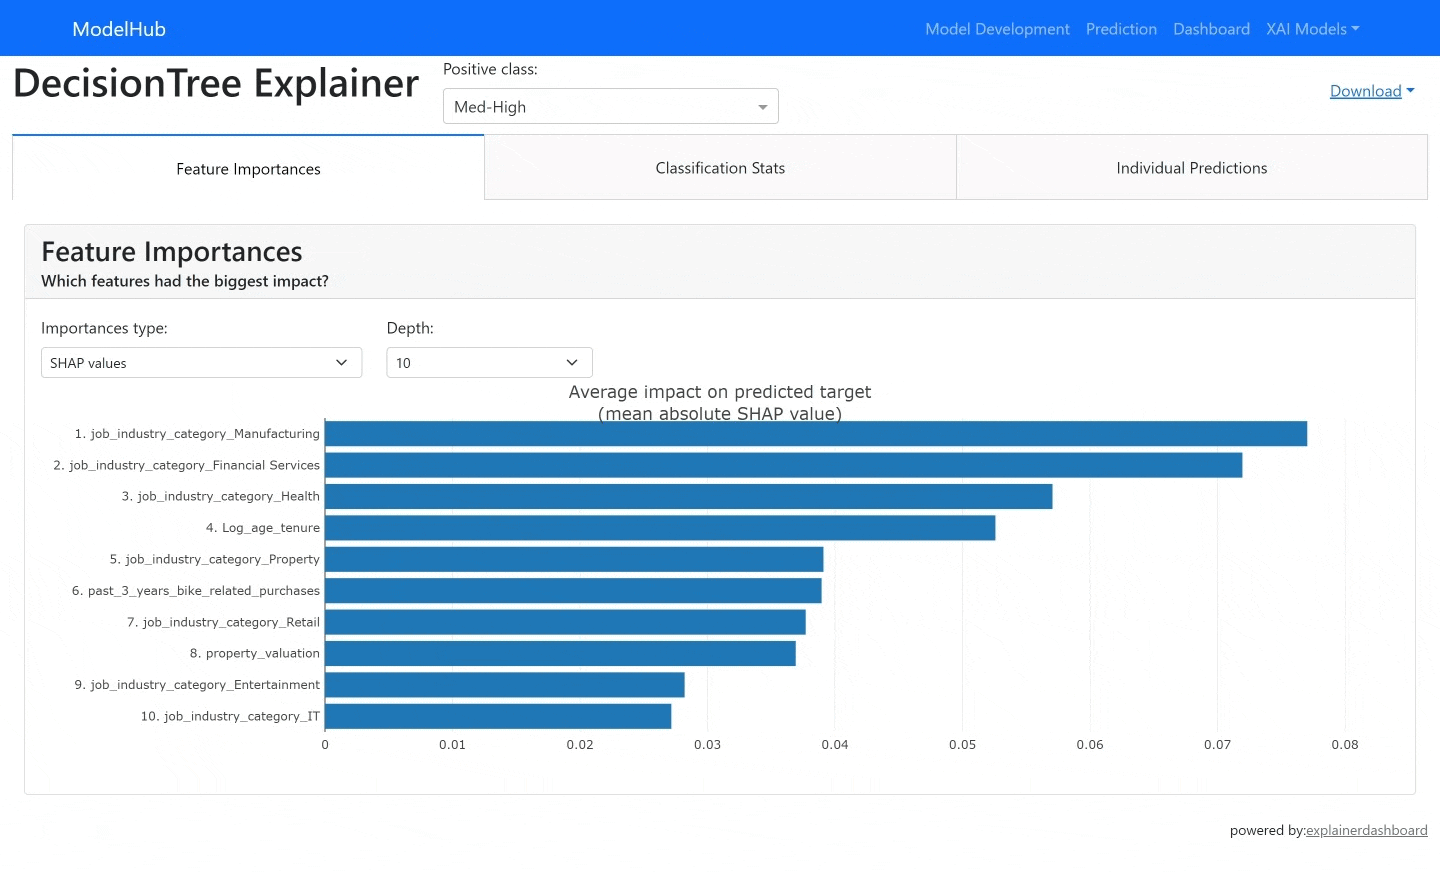 ModelHub
Model Development Prediction Dashboard XAI Models
DecisionTree Explainer
Positive class:
Med-High
Download
Feature Importances
Classification Stats
Individual Predictions
Feature Importances
Which features had the biggest impact?
Importances type:
SHAP values
Depth:
10
Average impact on predicted target
(mean absolute SHAP value)
1. job_industry_category_Manufacturing
2. job_industry_category_Financial Services
3. job_industry_category_Health
4. Log_age_tenure
5. job_industry_category_Property
6. past_3_years_bike_related_purchases
7. job_industry_category_Retail
8. property_valuation
9. job_industry_category_Entertainment
10. job_industry_category_IT
0 0.01 0.02 0.03 0.04 0.05 0.06 0.07 0.08
powered by:explainerdashboard